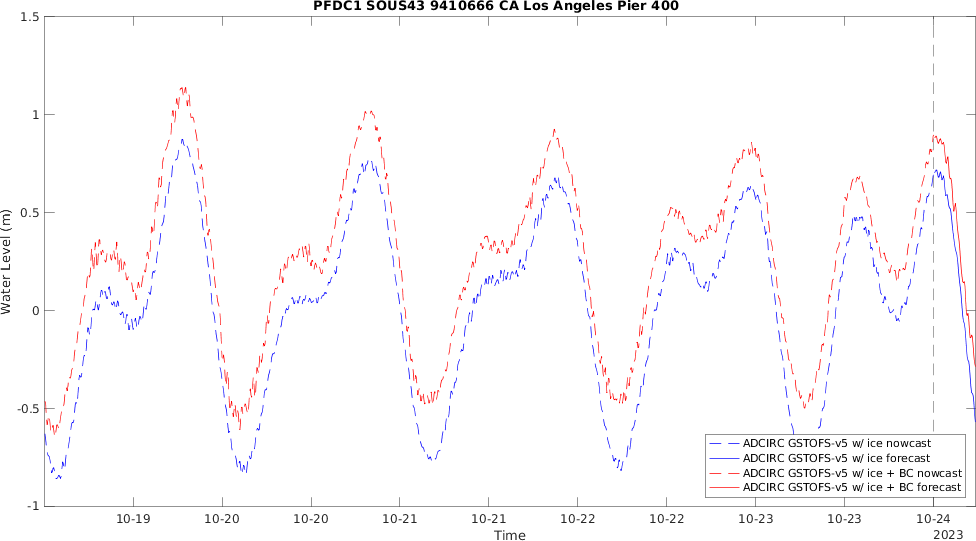 PFDC1 SOUS43 9410666 CA Los Angeles Pier 400
1.5
1
0.5
0
-0.5
-1
Water Level (m)
10-19
10-20
10-20
10-21
10-21
10-22
10-22
10-23
10-23
10-24
2023
Time
ADCIRC GSTOFS-v5 w/ ice nowcast
ADCIRC GSTOFS-v5 w/ ice forecast
ADCIRC GSTOFS-v5 w/ ice + BC nowcast
ADCIRC GSTOFS-v5 w/ ice + BC forecast